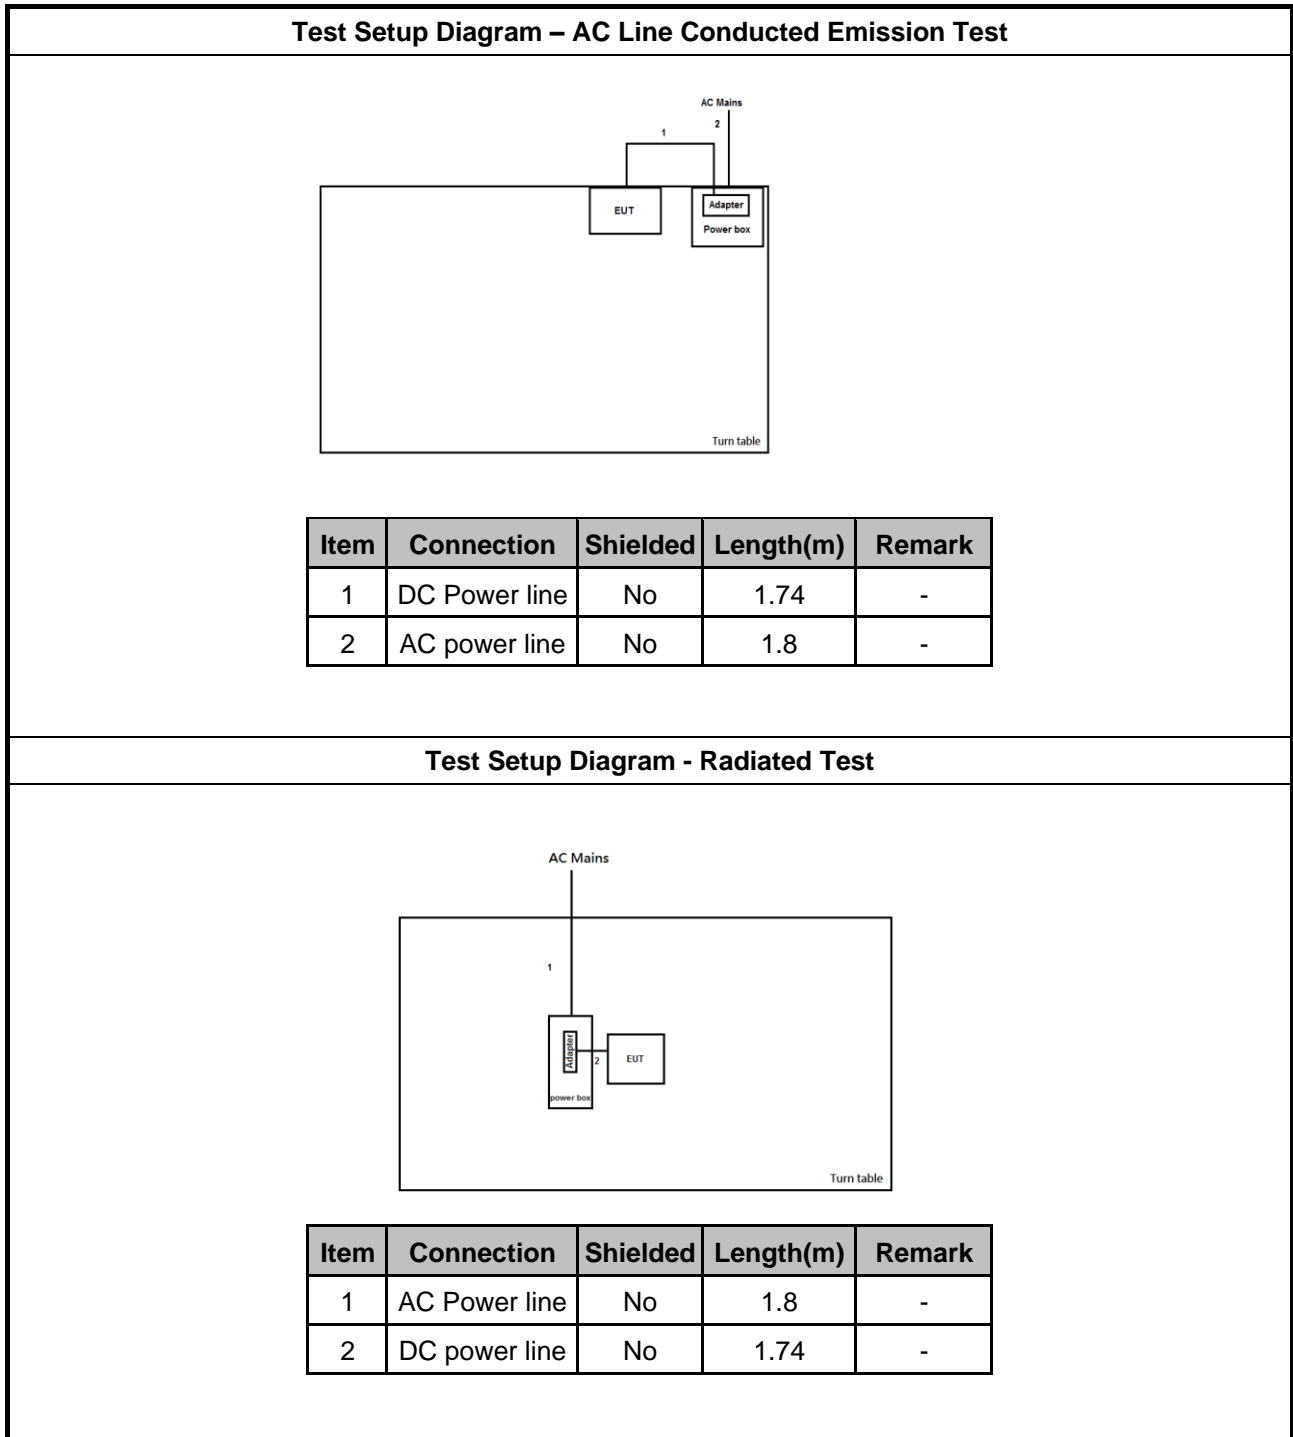 Test Setup Diagram – AC Line Conducted Emission Test
AC Mains
2
1
EUT
Adapter
Power box
Turn table
Item Connection Shielded Length(m) Remark
1 DC Power line No 1.74 -
2 AC power line No 1.8 -
Test Setup Diagram - Radiated Test
AC Mains
1
Adapter
2
EUT
power box
Turn table
Item Connection Shielded Length(m) Remark
1 AC Power line No 1.8 -
2 DC power line No 1.74 -